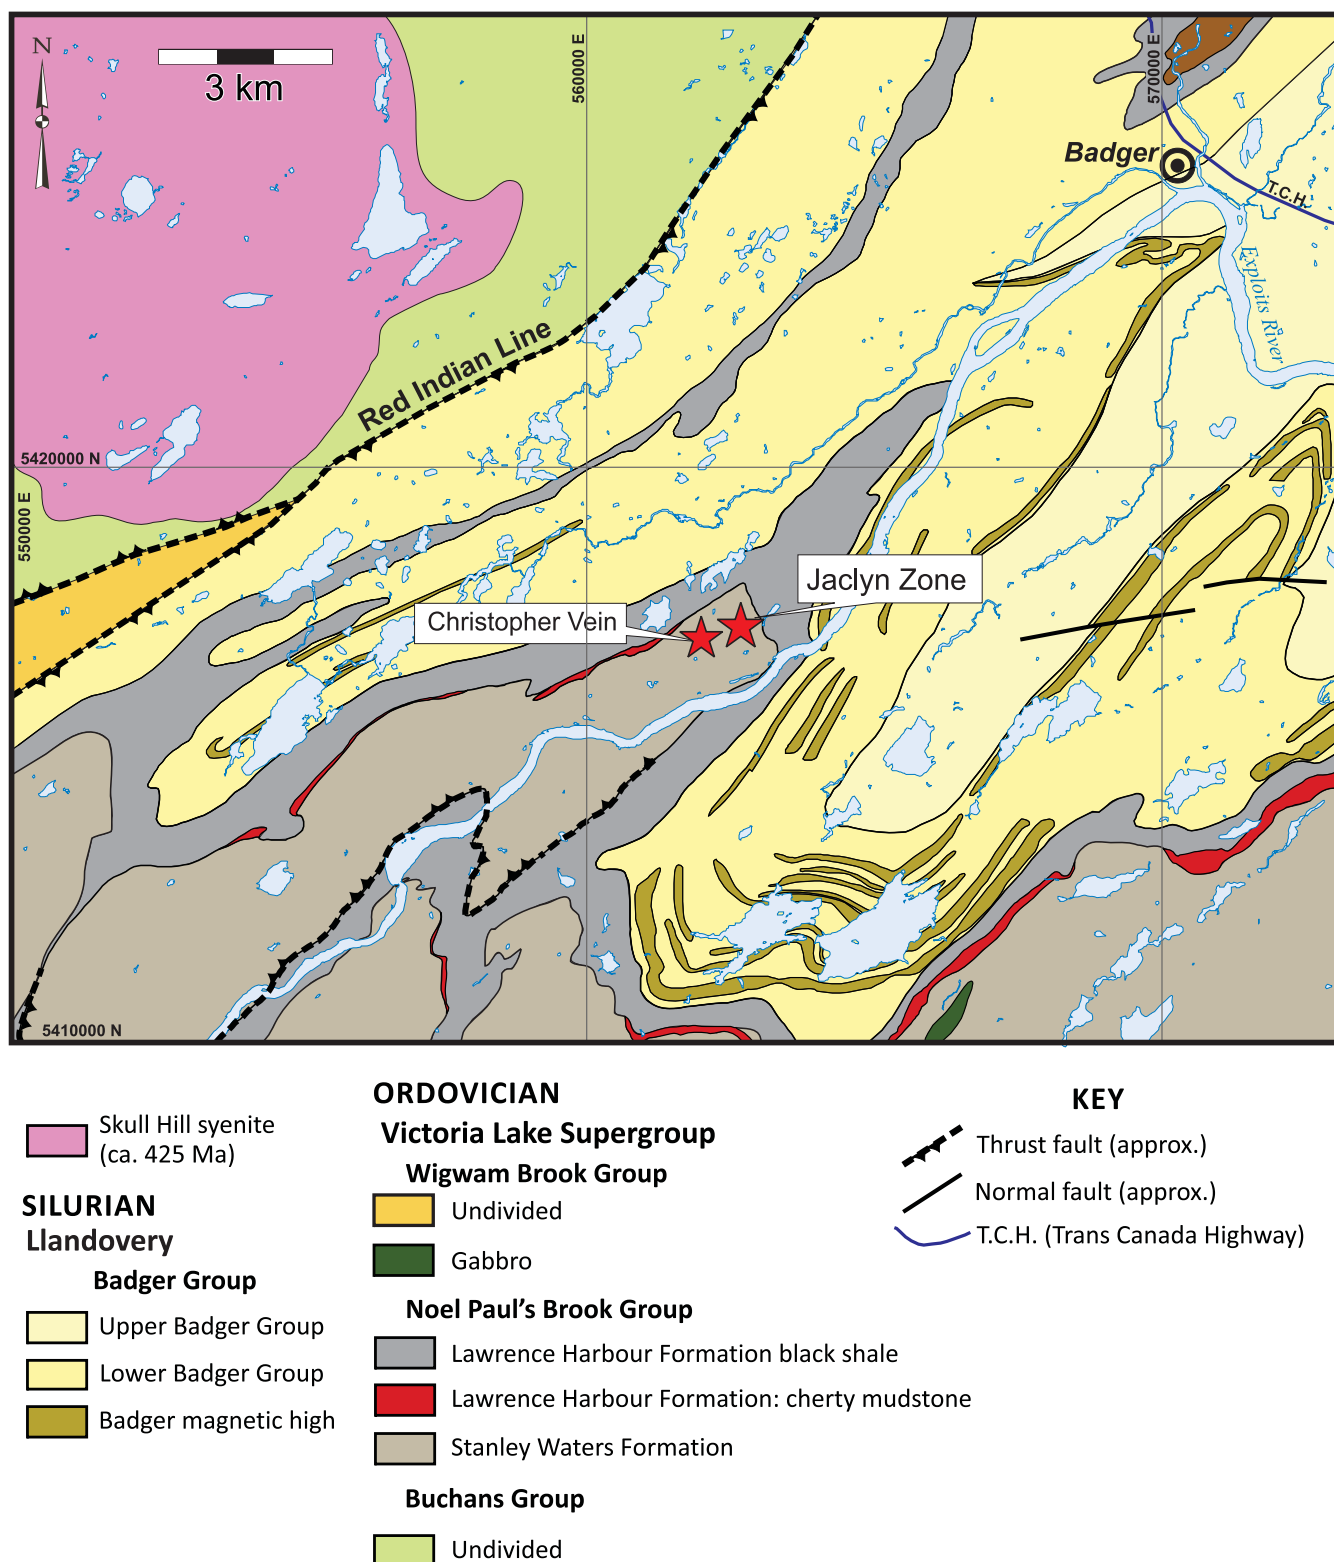 N
3 km
560000 E
570000 E
Badger
T.C.H.
Exploits River
Red Indian Line
5420000 N
550000 E
Jaclyn Zone
Christopher Vein
5410000 N
Skull Hill syenite
(ca. 425 Ma)
SILURIAN
Llandovery
Badger Group
Upper Badger Group
Lower Badger Group
Badger magnetic high
ORDOVICIAN
Victoria Lake Supergroup
Wigwam Brook Group
Undivided
Gabbro
Noel Paul's Brook Group
Lawrence Harbour Formation black shale
Lawrence Harbour Formation: cherty mudstone
Stanley Waters Formation
Buchans Group
Undivided
KEY
Thrust fault (approx.)
Normal fault (approx.)
T.C.H. (Trans Canada Highway)